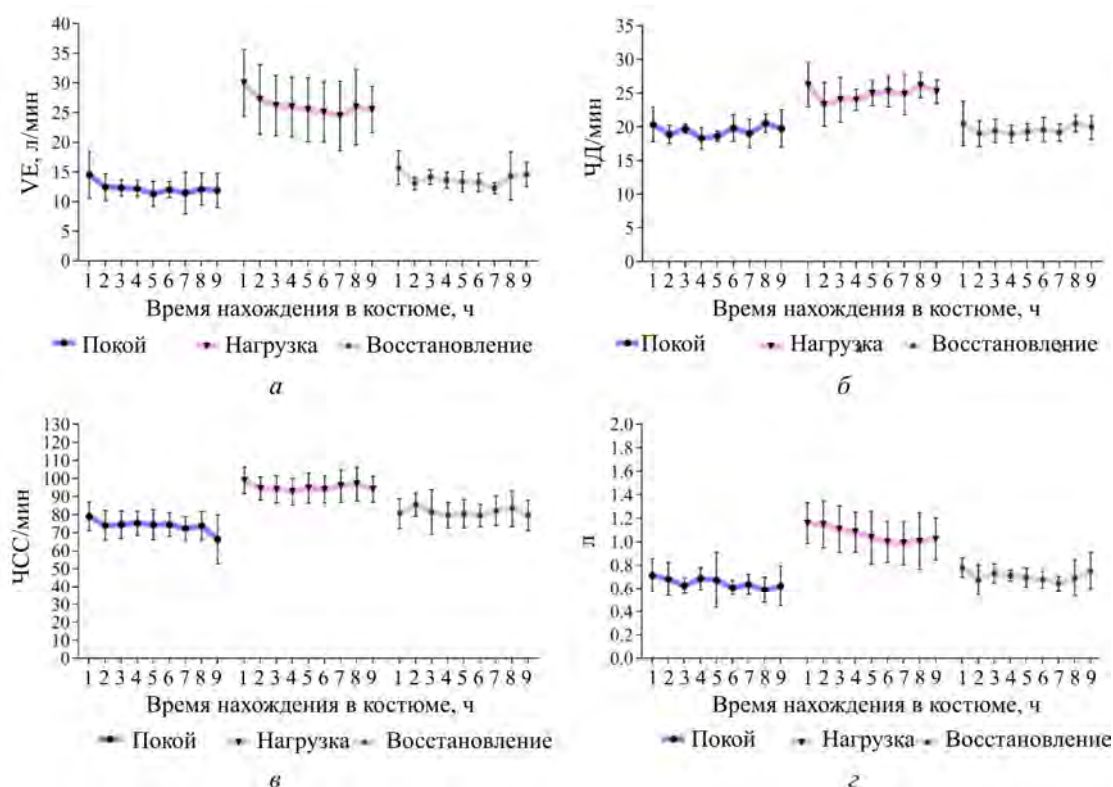 40
35
30
25
20
15
10
5
0
VE, л/мин
1 2 3 4 5 6 7 8 9 1 2 3 4 5 6 7 8 9 1 2 3 4 5 6 7 8 9
Время нахождения в костюме, ч
Покой Нагрузка Восстановление
а
35
30
25
20
15
10
5
0
ЧД/мин
1 2 3 4 5 6 7 8 9 1 2 3 4 5 6 7 8 9 1 2 3 4 5 6 7 8 9
Время нахождения в костюме, ч
Покой Нагрузка Восстановление
б
130
120
110
100
90
80
70
60
50
40
30
20
10
0
ЧСС/мин
1 2 3 4 5 6 7 8 9 1 2 3 4 5 6 7 8 9 1 2 3 4 5 6 7 8 9
Время нахождения в костюме, ч
Покой Нагрузка Восстановление
в
2.0
1.8
1.6
1.4
1.2
1.0
0.8
0.6
0.4
0.2
0.0
л
1 2 3 4 5 6 7 8 9 1 2 3 4 5 6 7 8 9 1 2 3 4 5 6 7 8 9
Время нахождения в костюме, ч
Покой Нагрузка Восстановление
г